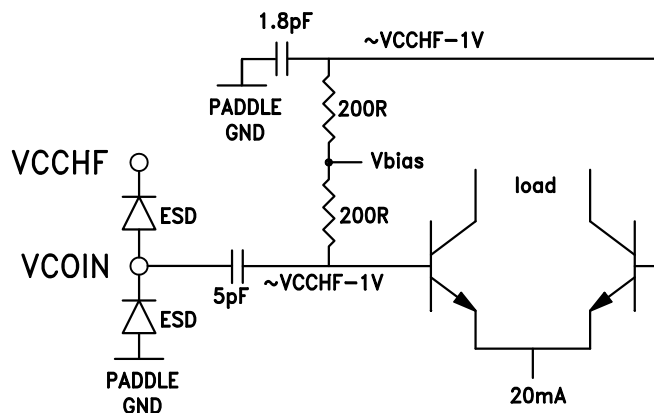 1.8pF
~VCCHF-1V
PADDLE
GND
200R
VCCHF
Vbias
load
ESD
200R
VCOIN
5pF
~VCCHF-1V
ESD
PADDLE
GND
20mA